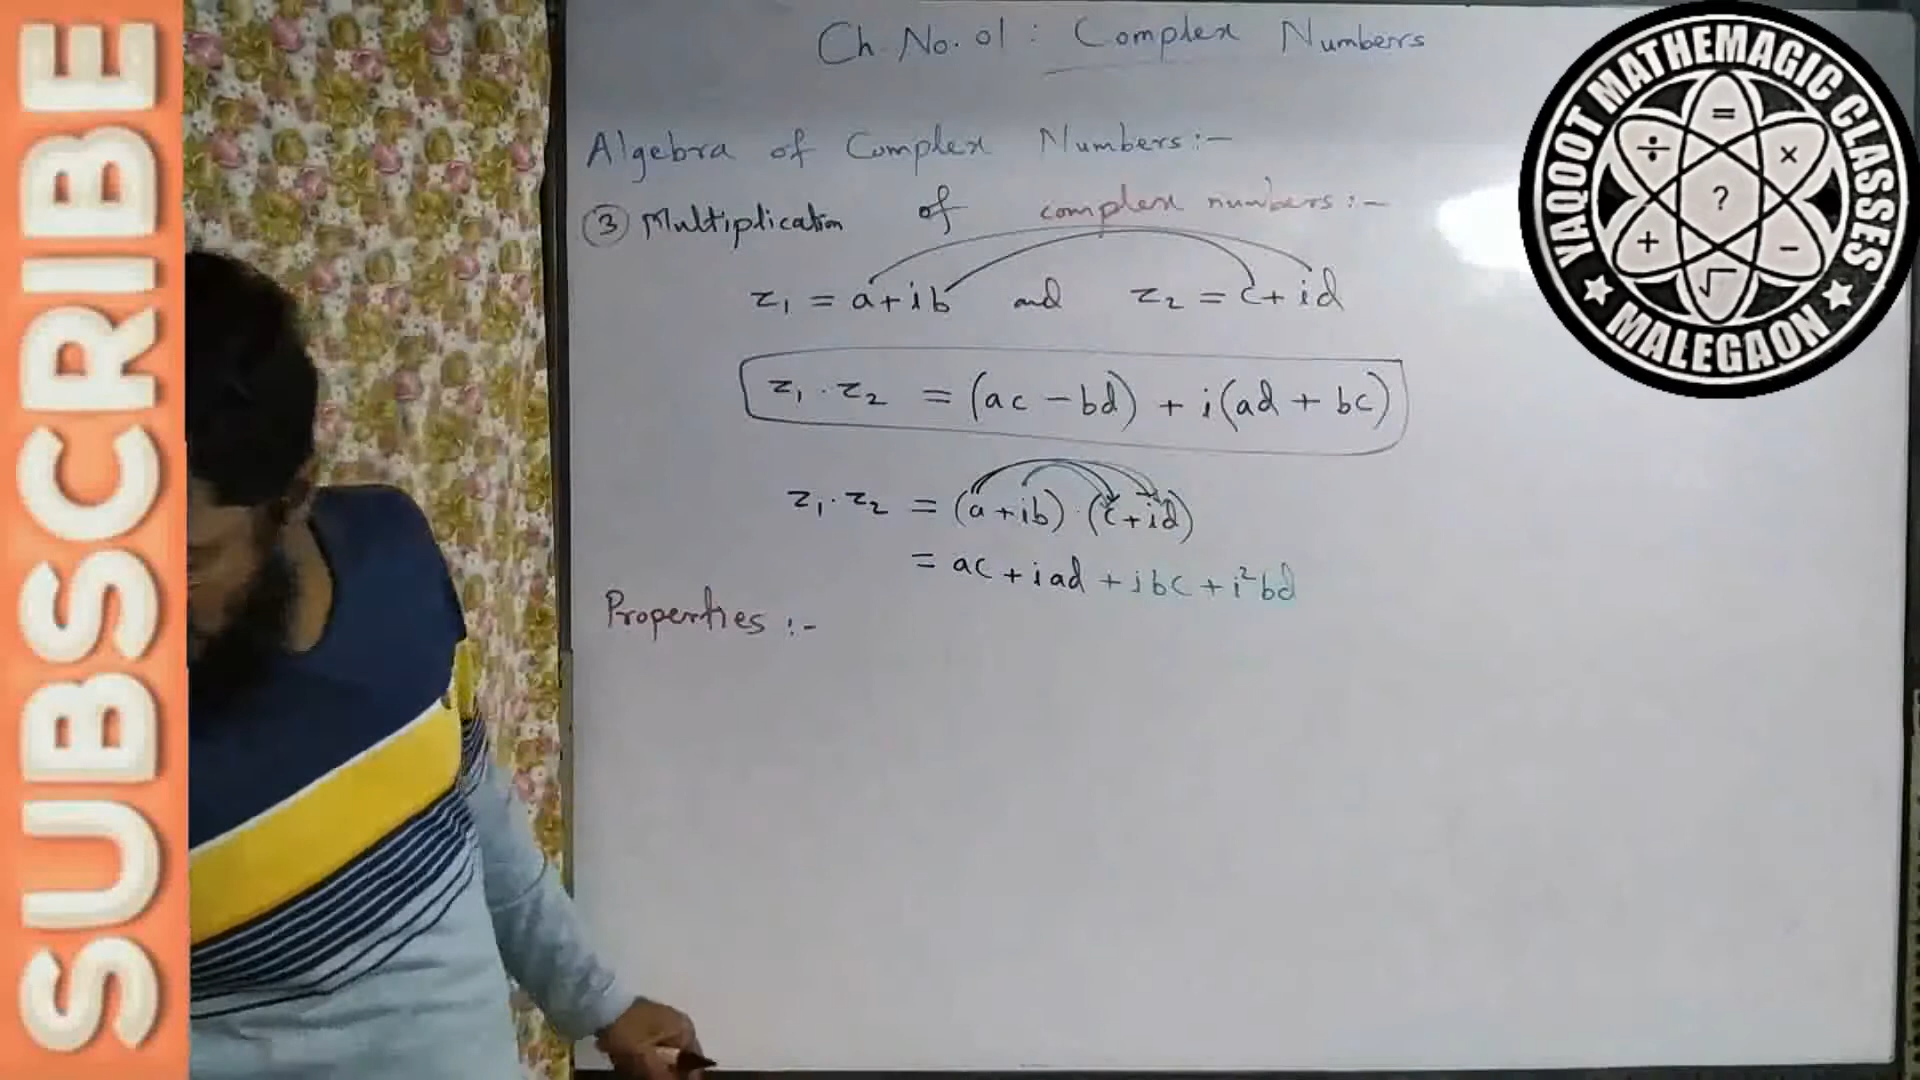 SUBSCRIBE
Ch. No. 01 : Complex Numbers
Algebra of Complex Numbers:-
③ Multiplication of complex numbers:-
z₁ = a+ib and z₂ = c+id
z₁ · z₂ = (ac - bd) + i(ad + bc)
z₁ · z₂ = (a+ib) · (c+id)
= ac + iad + ibc + i²bd
Properties :-
YAQOOT MATHEMAGIC CLASSES
= ÷ × ? + - √
★ MALEGAON ★